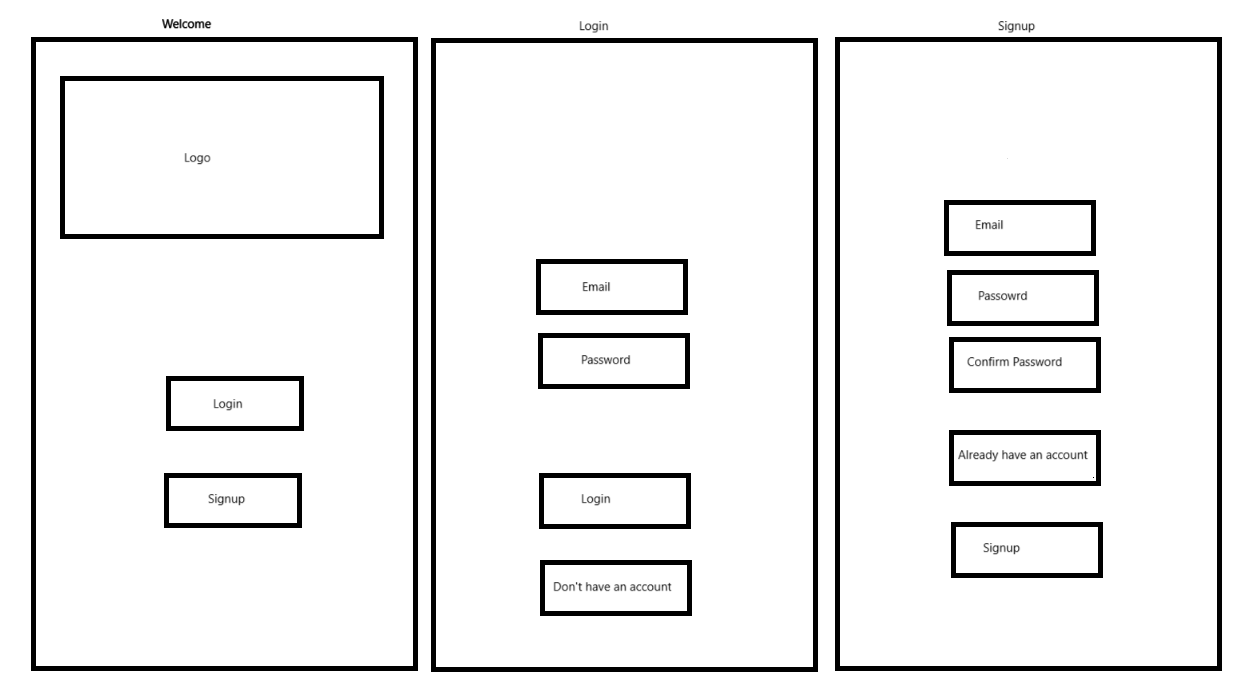 Welcome
Logo
Login
Signup
Login
Email
Password
Login
Don't have an account
Signup
Email
Passowrd
Confirm Password
Already have an account
Signup